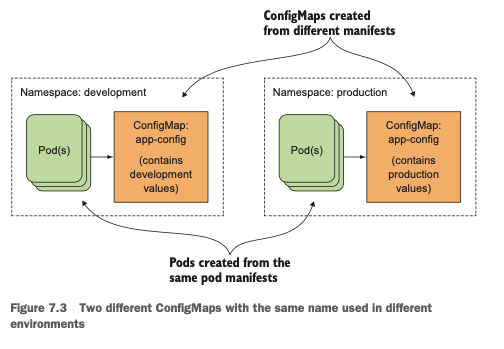 ConfigMaps created
from different manifests
Namespace: development
Pod(s)
ConfigMap:
app-config
(contains
development
values)
Namespace: production
Pod(s)
ConfigMap:
app-config
(contains
production
values)
Pods created from the
same pod manifests
Figure 7.3 Two different ConfigMaps with the same name used in different
environments